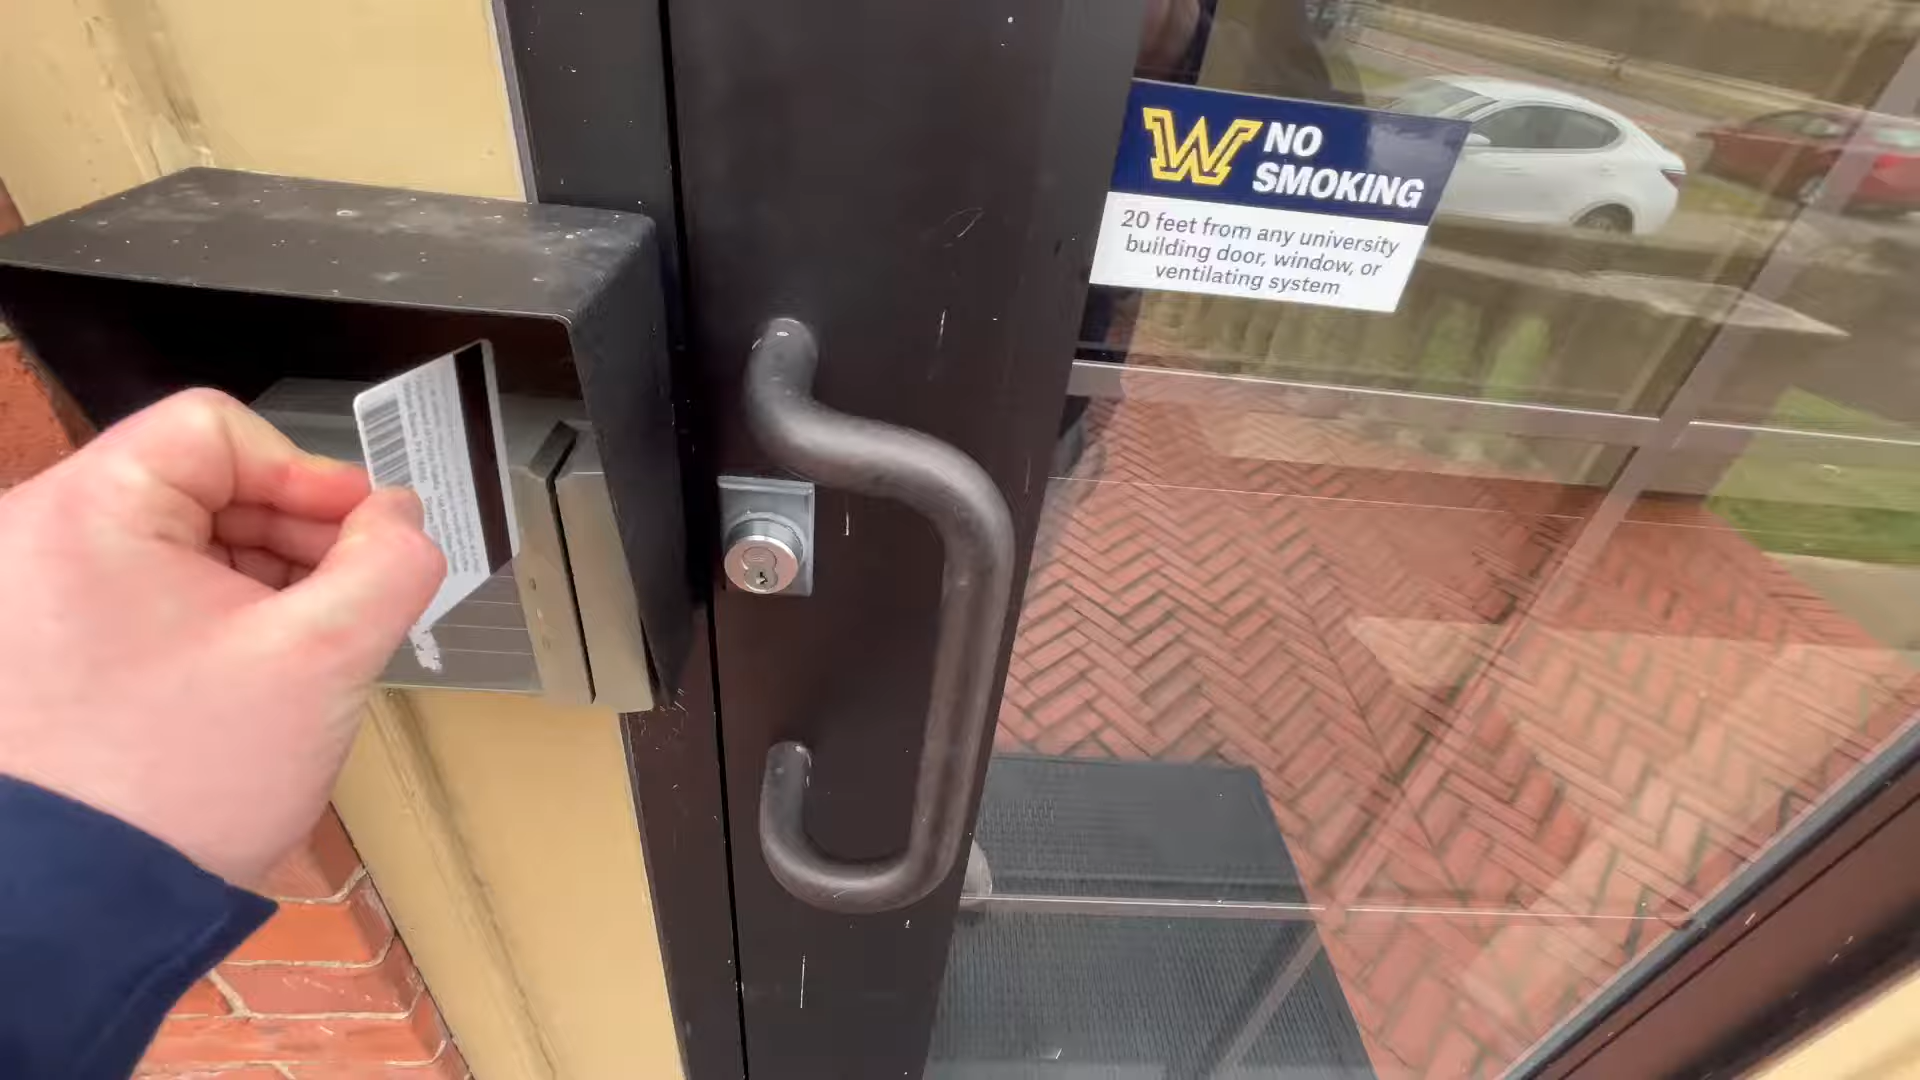 W NO
SMOKING
20 feet from any university
building door, window, or
ventilating system